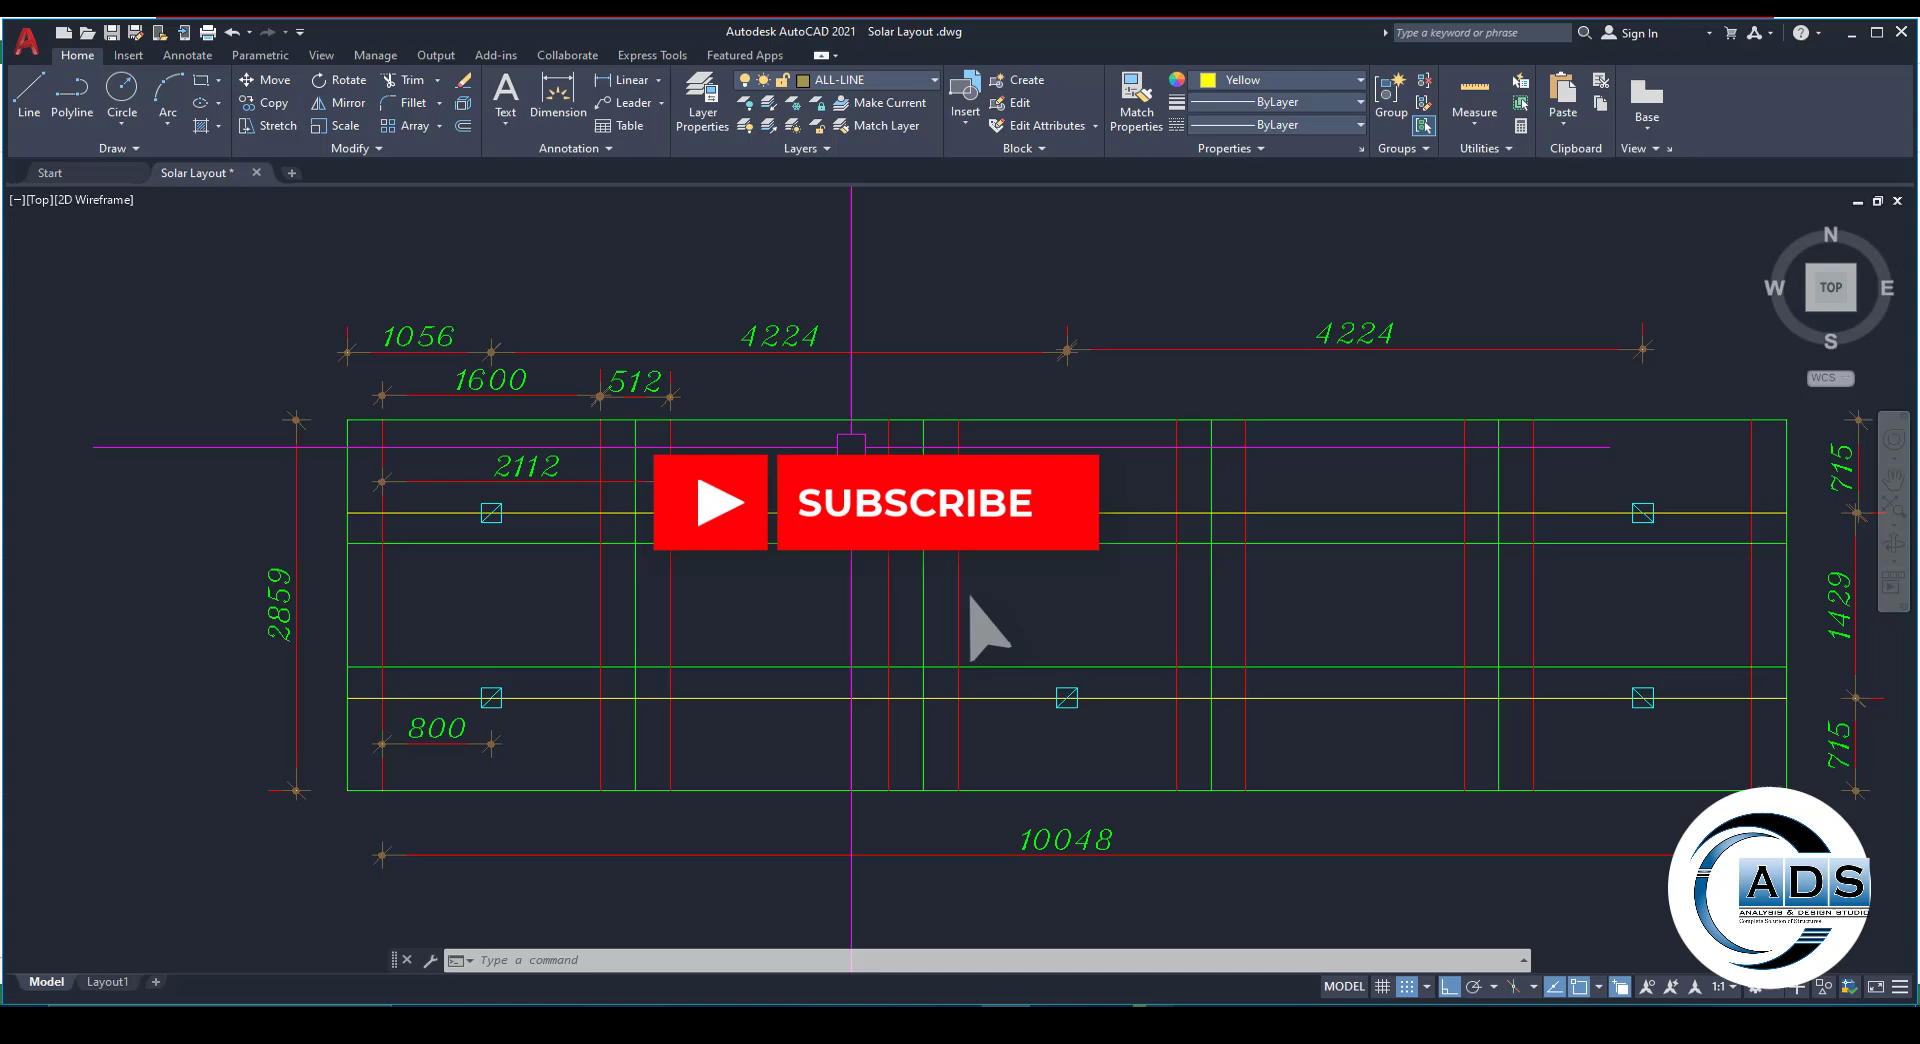 Autodesk AutoCAD 2021 Solar Layout .dwg
Type a keyword or phrase
Sign In
Home Insert Annotate Parametric View Manage Output Add-ins Collaborate Express Tools Featured Apps
Line Polyline Circle Arc
Move Rotate Trim
Copy Mirror Fillet
Stretch Scale Array
Text Dimension
Linear
Leader
Table
Layer Properties
ALL-LINE
Make Current
Match Layer
Insert
Create
Edit
Edit Attributes
Match Properties
Yellow
ByLayer
ByLayer
Group
Measure
Paste
Base
Draw Modify Annotation Layers Block Properties Groups Utilities Clipboard View
Start Solar Layout *
[−][Top][2D Wireframe]
N
W TOP E
S
WCS
1056 4224 4224
1600 512
2112
715
SUBSCRIBE
2859
1429
800
715
10048
ADS
ANALYSIS & DESIGN STUDIO
Complete Solution of Structures
Type a command
Model Layout1
MODEL
1:1